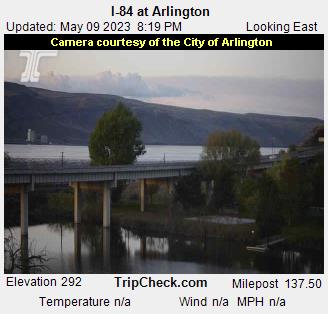 I-84 at Arlington
Updated: May 09 2023 8:19 PM Looking East
Camera courtesy of the City of Arlington
Elevation 292 TripCheck.com Milepost 137.50
Temperature n/a Wind n/a MPH n/a